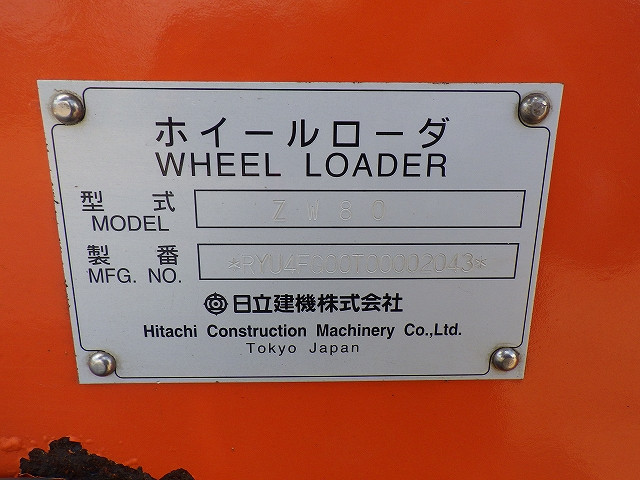 ホイールローダ
WHEEL LOADER
型式 ZW80
MODEL
製番 *RYU4F000T00002043*
MFG. NO.
日立建機株式会社
Hitachi Construction Machinery Co.,Ltd.
Tokyo Japan